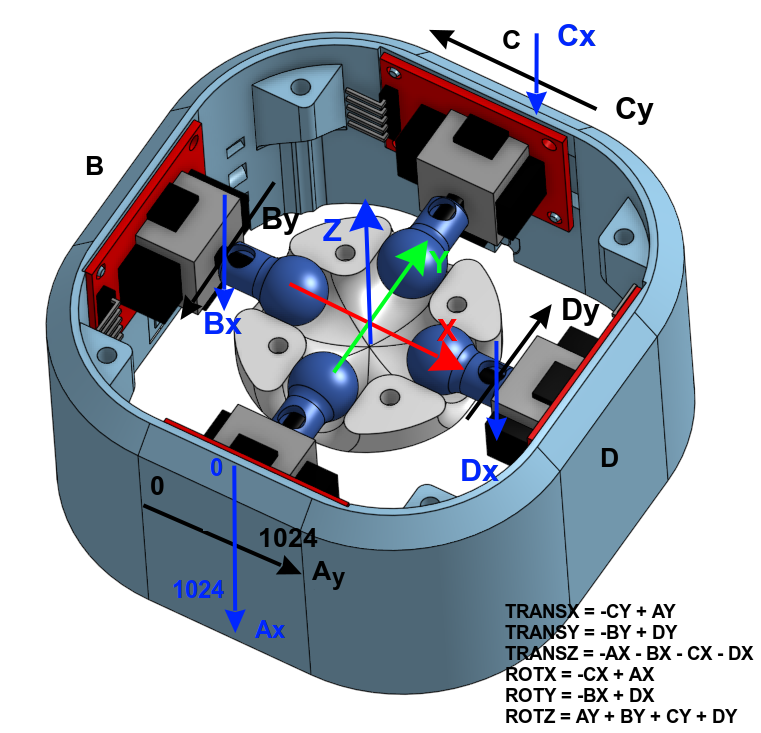 C
Cx
Cy
B
By
Z
Y
Bx
X
Dy
Dx
D
0
0
1024
Ay
1024
Ax
TRANSX = -CY + AY
TRANSY = -BY + DY
TRANSZ = -AX - BX - CX - DX
ROTX = -CX + AX
ROTY = -BX + DX
ROTZ = AY + BY + CY + DY